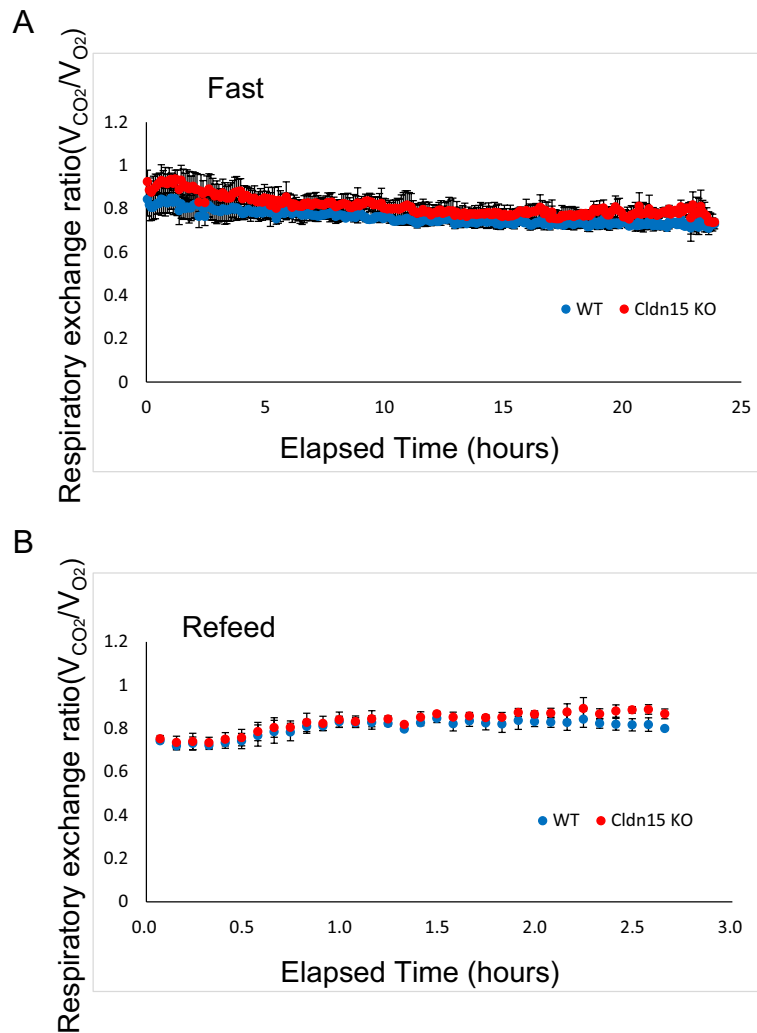 A
Fast
Respiratory exchange ratio(VCO2/VO2)
1.2
1
0.8
0.6
0.4
0.2
0
0 5 10 15 20 25
WT Cldn15 KO
Elapsed Time (hours)
B
Refeed
Respiratory exchange ratio(VCO2/VO2)
1.2
1
0.8
0.6
0.4
0.2
0
0.0 0.5 1.0 1.5 2.0 2.5 3.0
WT Cldn15 KO
Elapsed Time (hours)